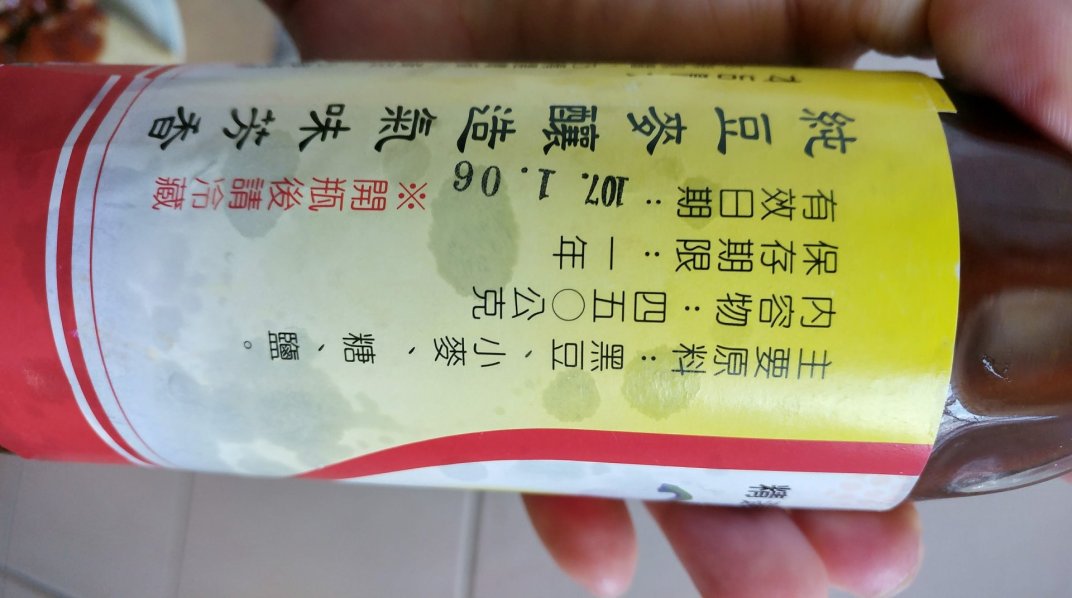 主要原料：黑豆、小麥、糖、鹽。
內容物：四五〇公克
保存期限：一年
有效日期：107. 1. 06 ※開瓶後請冷藏
純豆麥釀造氣味芳香